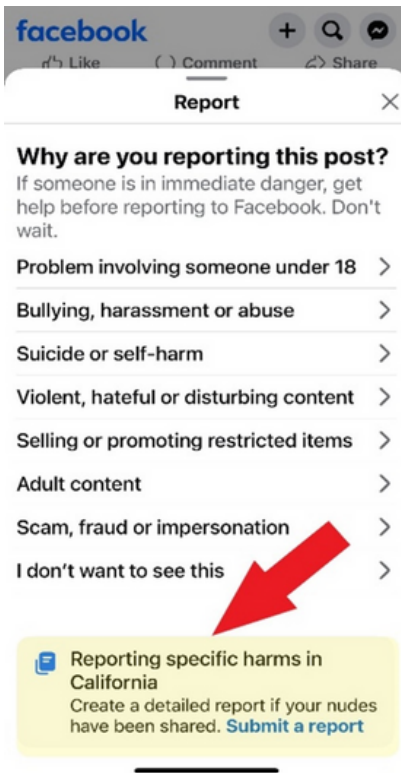 facebook
Like Comment Share
Report
Why are you reporting this post?
If someone is in immediate danger, get
help before reporting to Facebook. Don't
wait.
Problem involving someone under 18
Bullying, harassment or abuse
Suicide or self-harm
Violent, hateful or disturbing content
Selling or promoting restricted items
Adult content
Scam, fraud or impersonation
I don't want to see this
Reporting specific harms in
California
Create a detailed report if your nudes
have been shared. Submit a report